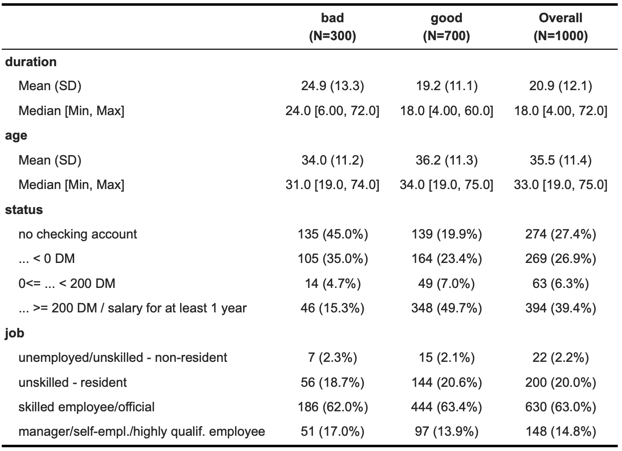 bad good Overall
(N=300) (N=700) (N=1000)
duration
Mean (SD) 24.9 (13.3) 19.2 (11.1) 20.9 (12.1)
Median [Min, Max] 24.0 [6.00, 72.0] 18.0 [4.00, 60.0] 18.0 [4.00, 72.0]
age
Mean (SD) 34.0 (11.2) 36.2 (11.3) 35.5 (11.4)
Median [Min, Max] 31.0 [19.0, 74.0] 34.0 [19.0, 75.0] 33.0 [19.0, 75.0]
status
no checking account 135 (45.0%) 139 (19.9%) 274 (27.4%)
... < 0 DM 105 (35.0%) 164 (23.4%) 269 (26.9%)
0<= ... < 200 DM 14 (4.7%) 49 (7.0%) 63 (6.3%)
... >= 200 DM / salary for at least 1 year 46 (15.3%) 348 (49.7%) 394 (39.4%)
job
unemployed/unskilled - non-resident 7 (2.3%) 15 (2.1%) 22 (2.2%)
unskilled - resident 56 (18.7%) 144 (20.6%) 200 (20.0%)
skilled employee/official 186 (62.0%) 444 (63.4%) 630 (63.0%)
manager/self-empl./highly qualif. employee 51 (17.0%) 97 (13.9%) 148 (14.8%)